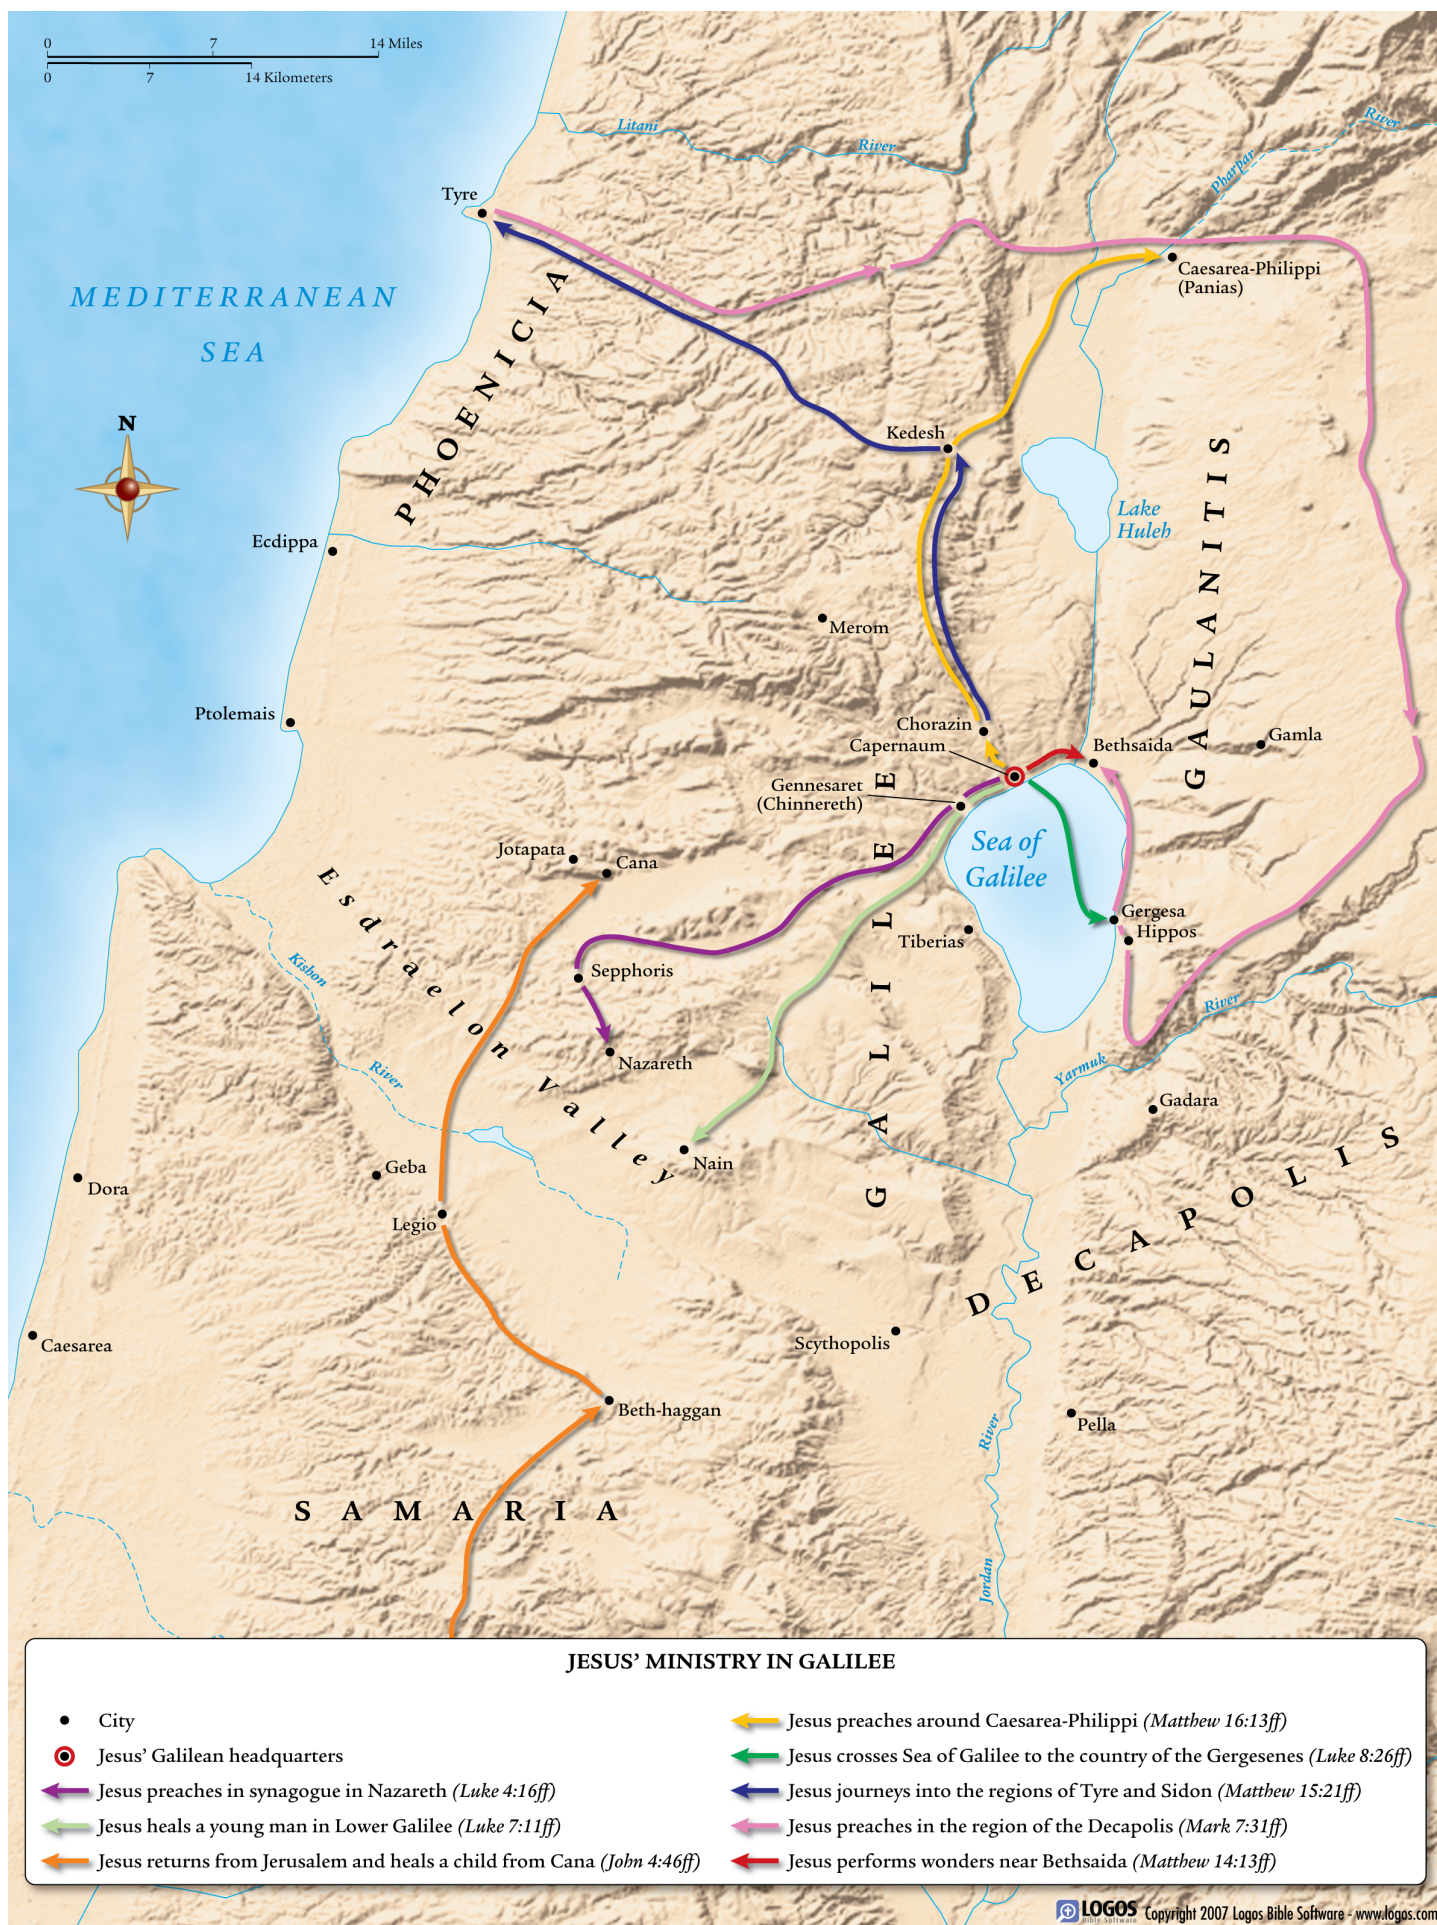 0 7 14 Miles
0 7 14 Kilometers
Litani
River
River
Pharpar
Tyre
Caesarea-Philippi
(Panias)
MEDITERRANEAN
SEA
PHOENICIA
N
Kedesh
Lake
Huleh
GAULANITIS
Ecdippa
Merom
Ptolemais
Chorazin
Capernaum
Bethsaida
Gamla
Gennesaret
(Chinnereth)
Sea of
Galilee
Jotapata
Cana
Esdraelon Valley
GALILEE
Gergesa
Hippos
Tiberias
Kishon
River
Sepphoris
Nazareth
River
Yarmuk
Gadara
Nain
Geba
Dora
Legio
DECAPOLIS
Caesarea
Scythopolis
Beth-haggan
Pella
River
Jordan
SAMARIA
JESUS’ MINISTRY IN GALILEE
City
Jesus’ Galilean headquarters
Jesus preaches in synagogue in Nazareth (Luke 4:16ff)
Jesus heals a young man in Lower Galilee (Luke 7:11ff)
Jesus returns from Jerusalem and heals a child from Cana (John 4:46ff)
Jesus preaches around Caesarea-Philippi (Matthew 16:13ff)
Jesus crosses Sea of Galilee to the country of the Gergesenes (Luke 8:26ff)
Jesus journeys into the regions of Tyre and Sidon (Matthew 15:21ff)
Jesus preaches in the region of the Decapolis (Mark 7:31ff)
Jesus performs wonders near Bethsaida (Matthew 14:13ff)
LOGOS
Bible Software
Copyright 2007 Logos Bible Software - www.logos.com